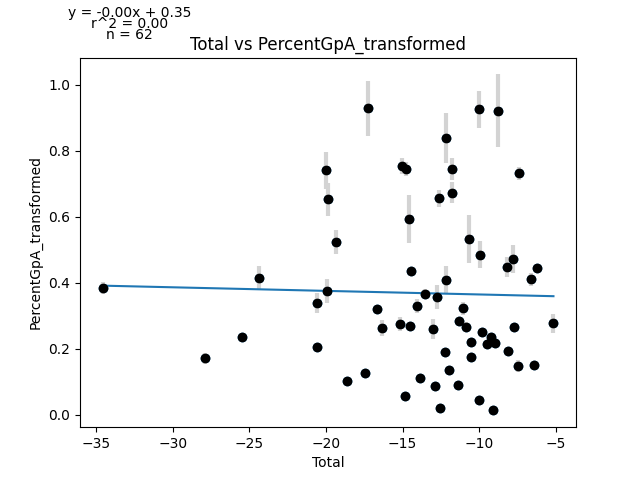 y = -0.00x + 0.35
r^2 = 0.00
n = 62
Total vs PercentGpA_transformed
PercentGpA_transformed
1.0
0.8
0.6
0.4
0.2
0.0
−35
−30
−25
−20
−15
−10
−5
Total